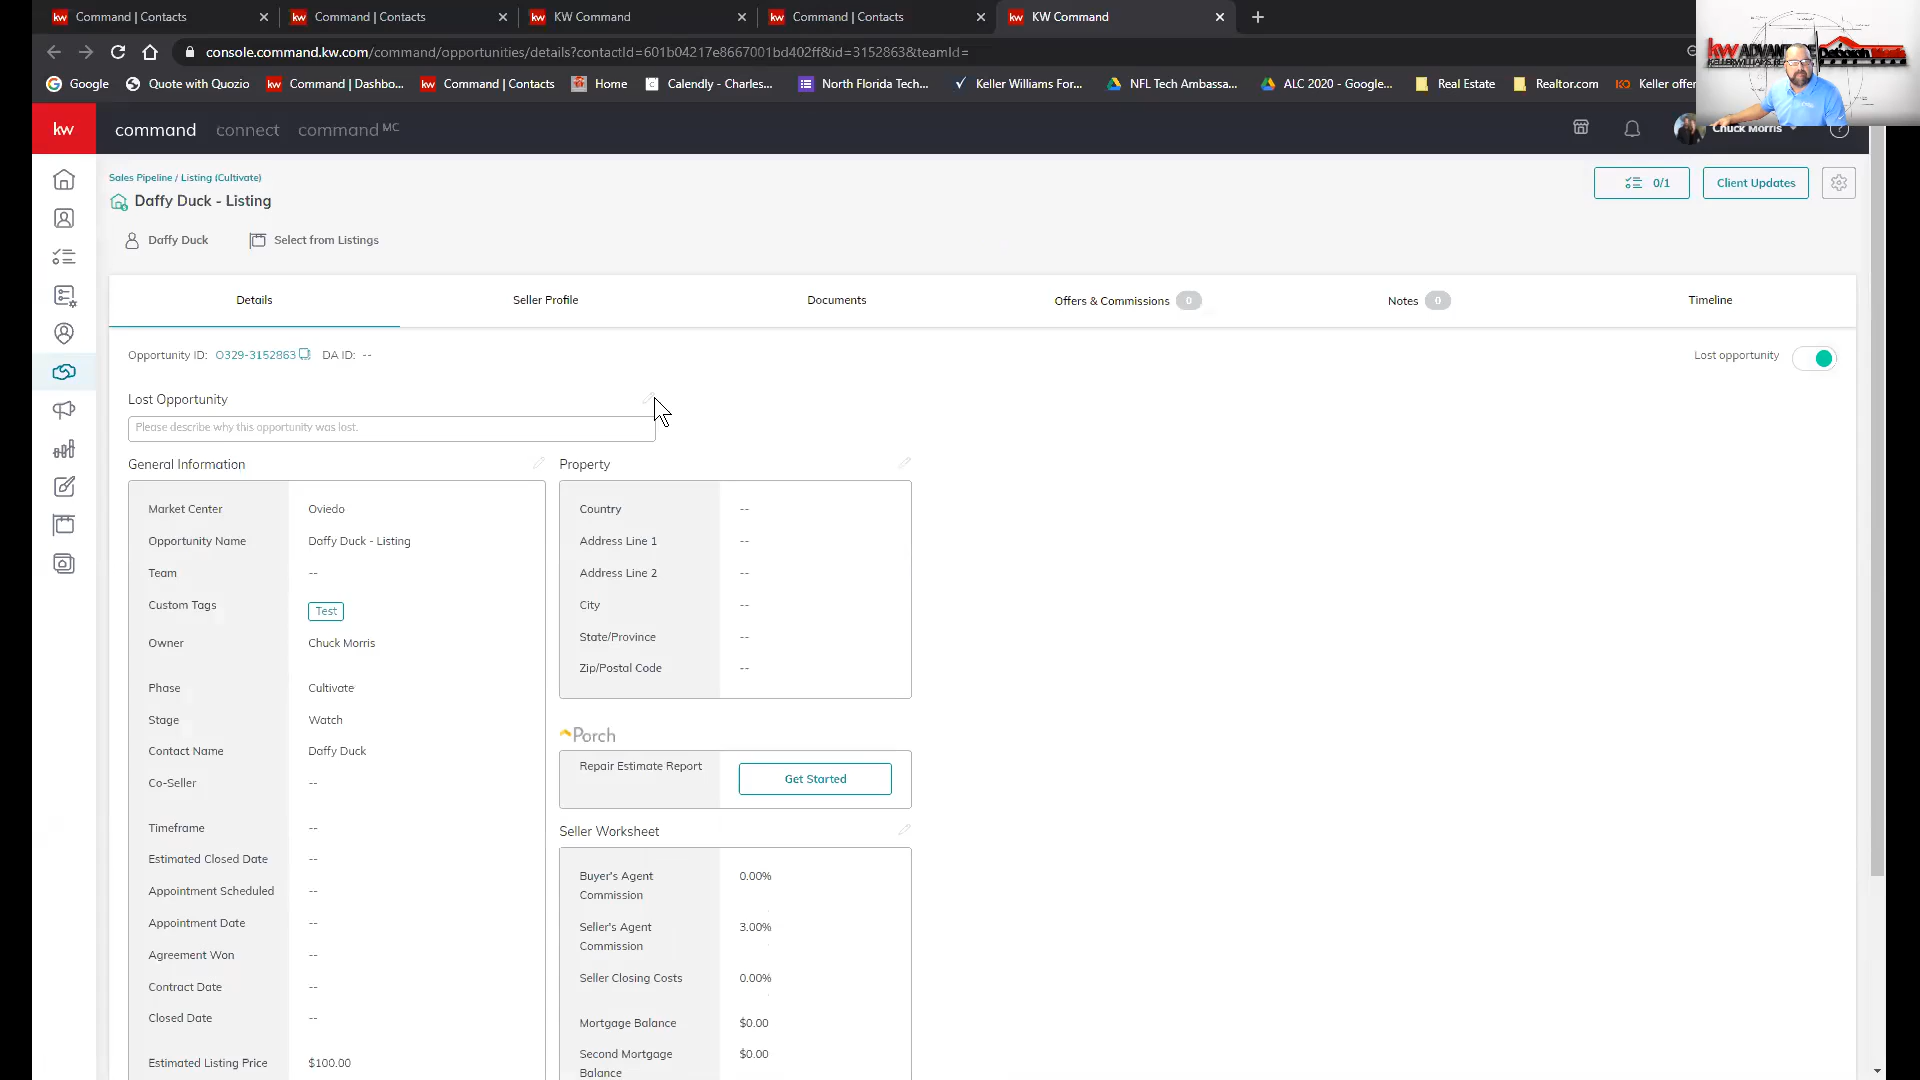 Command | Contacts
Command | Contacts
KW Command
Command | Contacts
KW Command
console.command.kw.com/command/opportunities/details?contactId=601b04217e8667001bd402ff&id=3152863&teamId=
Google
Quote with Quozio
Command | Dashbo...
Command | Contacts
Home
Calendly - Charles...
North Florida Tech...
Keller Williams For...
NFL Tech Ambassa...
ALC 2020 - Google...
Real Estate
Realtor.com
Keller offer
kw
command
connect
command MC
Chuck Morris
Sales Pipeline / Listing (Cultivate)
Daffy Duck - Listing
0/1
Client Updates
Daffy Duck
Select from Listings
Details
Seller Profile
Documents
Offers & Commissions 0
Notes 0
Timeline
Opportunity ID: O329-3152863 DA ID: --
Lost opportunity
Lost Opportunity
Please describe why this opportunity was lost.
General Information
Market Center Oviedo
Opportunity Name Daffy Duck - Listing
Team --
Custom Tags Test
Owner Chuck Morris
Phase Cultivate
Stage Watch
Contact Name Daffy Duck
Co-Seller --
Timeframe --
Estimated Closed Date --
Appointment Scheduled --
Appointment Date --
Agreement Won --
Contract Date --
Closed Date --
Estimated Listing Price $100.00
Property
Country --
Address Line 1 --
Address Line 2 --
City --
State/Province --
Zip/Postal Code --
Porch
Repair Estimate Report Get Started
Seller Worksheet
Buyer's Agent Commission 0.00%
Seller's Agent Commission 3.00%
Seller Closing Costs 0.00%
Mortgage Balance $0.00
Second Mortgage Balance $0.00